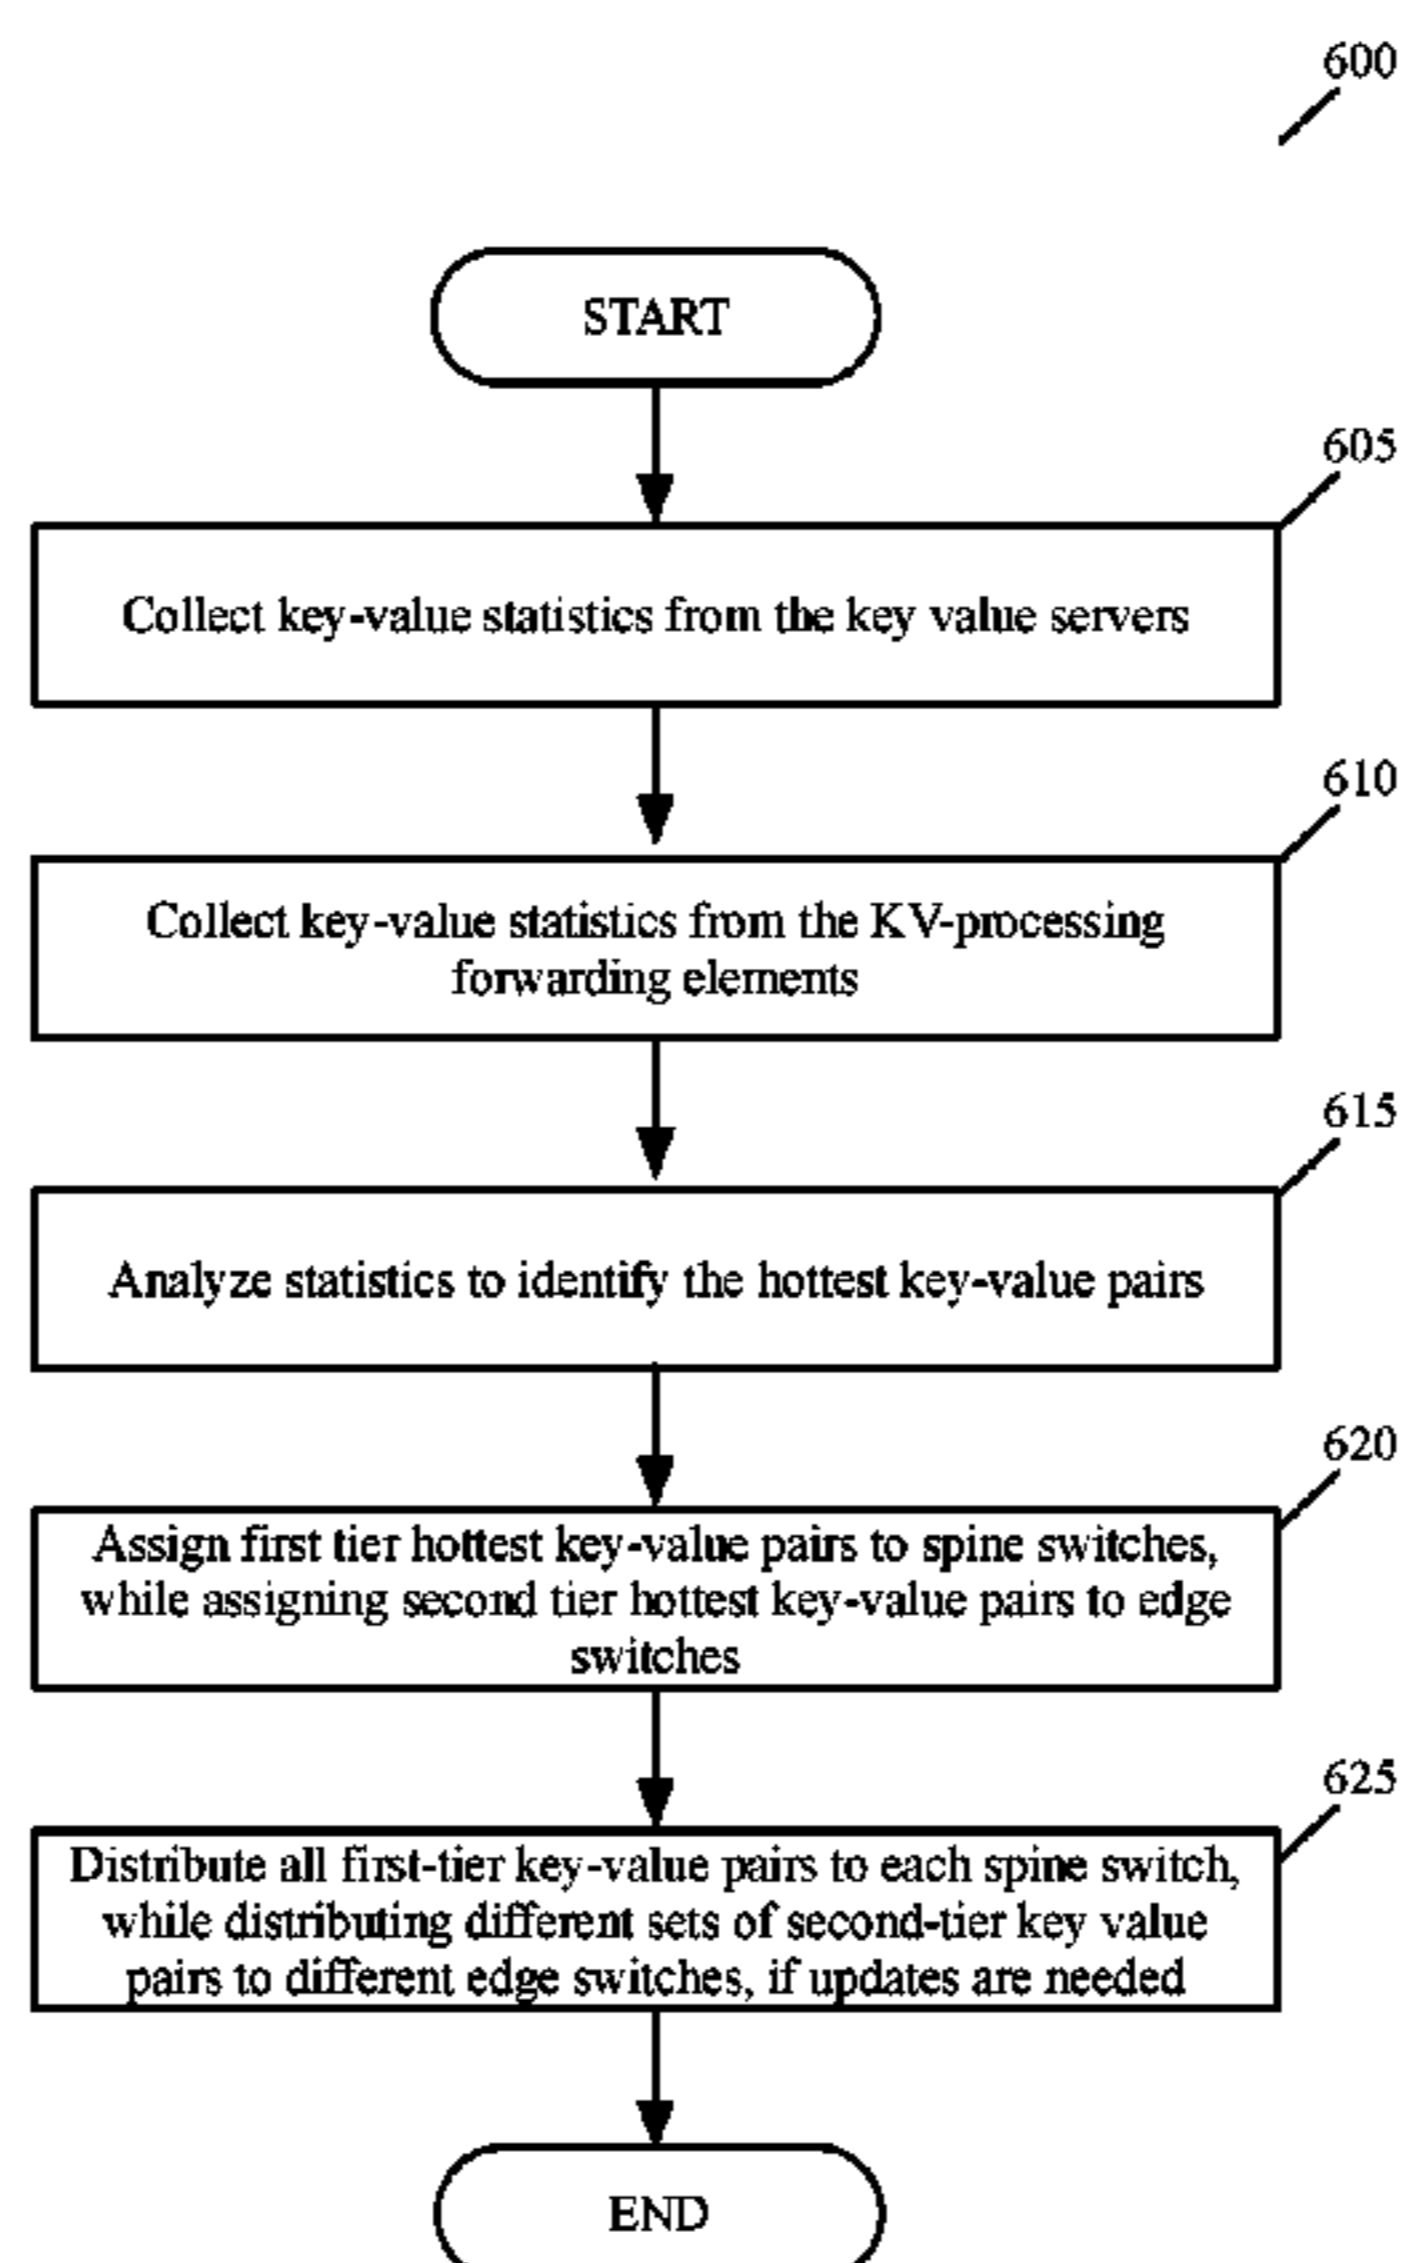 600
START
605
Collect key-value statistics from the key value servers
610
Collect key-value statistics from the KV-processing
forwarding elements
615
Analyze statistics to identify the hottest key-value pairs
620
Assign first tier hottest key-value pairs to spine switches,
while assigning second tier hottest key-value pairs to edge
switches
625
Distribute all first-tier key-value pairs to each spine switch,
while distributing different sets of second-tier key value
pairs to different edge switches, if updates are needed
END